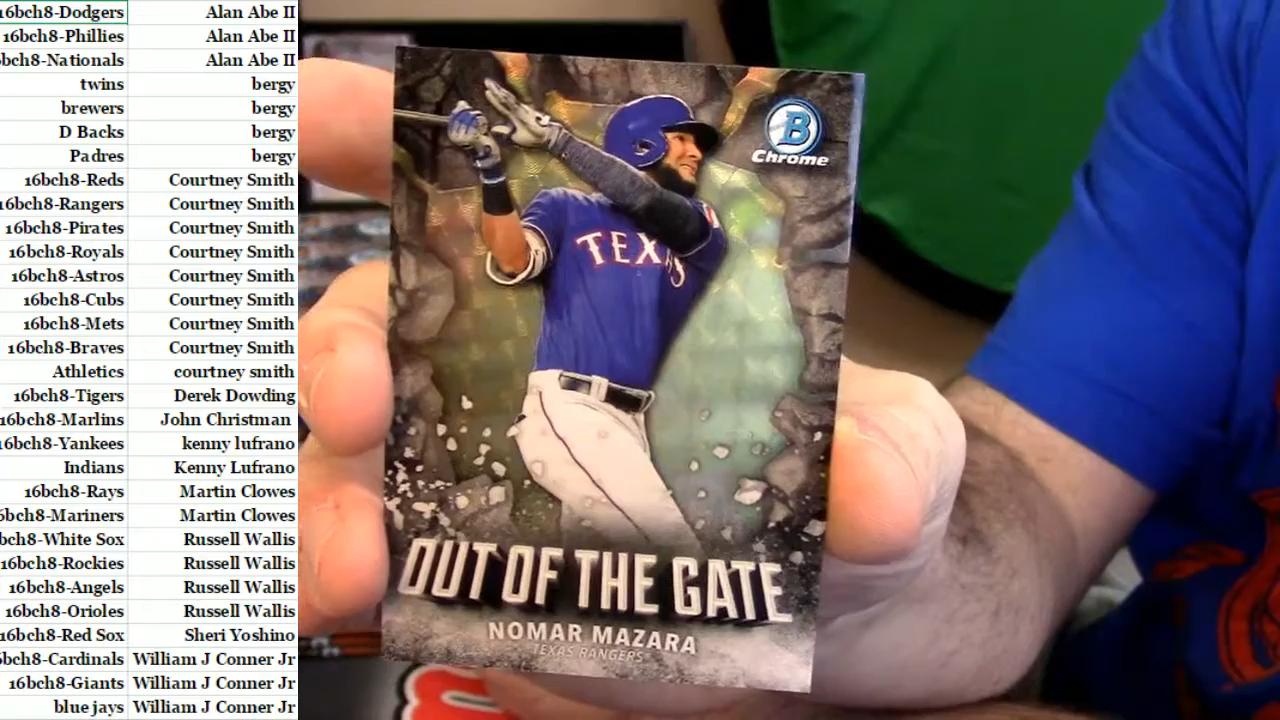 16bch8-Dodgers Alan Abe II
16bch8-Phillies Alan Abe II
bch8-Nationals Alan Abe II
twins bergy
brewers bergy
D Backs bergy
Padres bergy
16bch8-Reds Courtney Smith
16bch8-Rangers Courtney Smith
16bch8-Pirates Courtney Smith
16bch8-Royals Courtney Smith
16bch8-Astros Courtney Smith
16bch8-Cubs Courtney Smith
16bch8-Mets Courtney Smith
16bch8-Braves Courtney Smith
Athletics courtney smith
16bch8-Tigers Derek Dowding
16bch8-Marlins John Christman
16bch8-Yankees kenny lufrano
Indians Kenny Lufrano
16bch8-Rays Martin Clowes
6bch8-Mariners Martin Clowes
bch8-White Sox Russell Wallis
16bch8-Rockies Russell Wallis
16bch8-Angels Russell Wallis
16bch8-Orioles Russell Wallis
16bch8-Red Sox Sheri Yoshino
6bch8-Cardinals William J Conner Jr
16bch8-Giants William J Conner Jr
blue jays William J Conner Jr
B
Chrome
TEXAS
OUT OF THE GATE
NOMAR MAZARA
TEXAS RANGERS